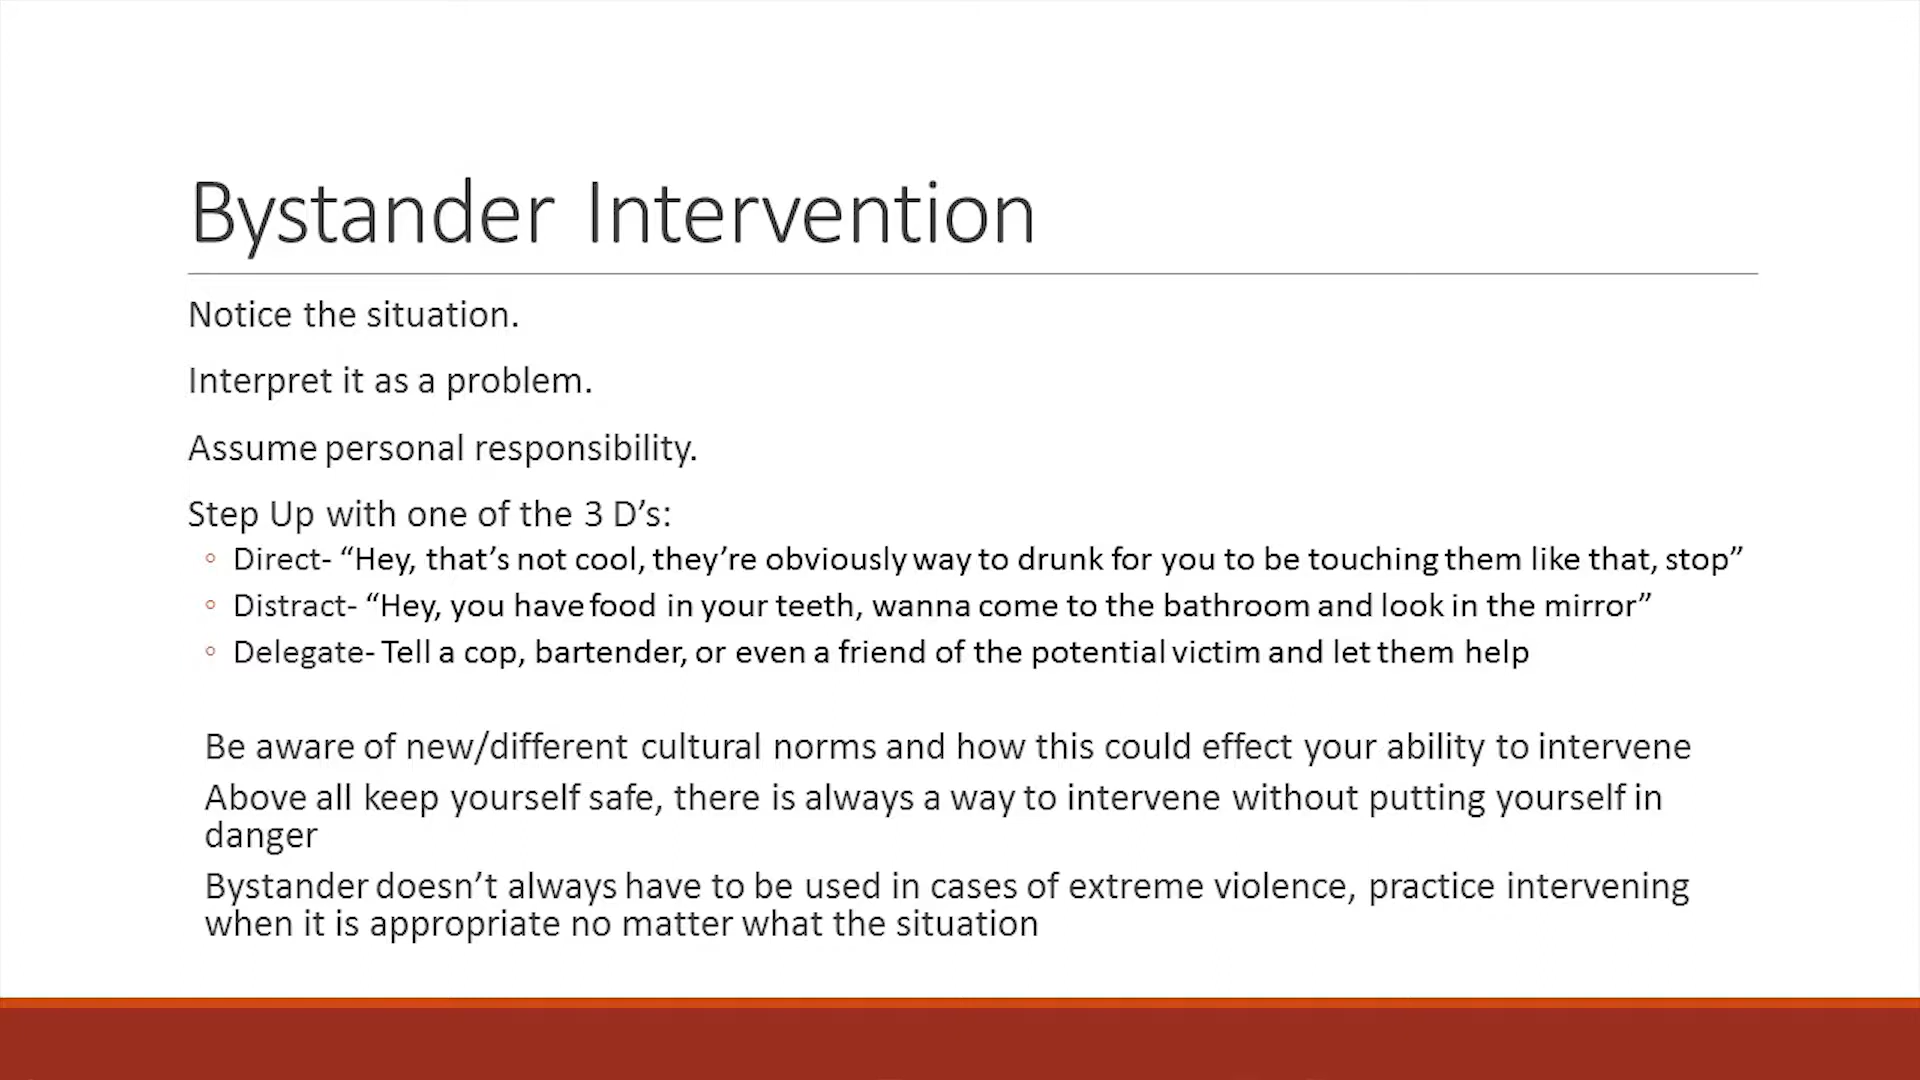 Bystander Intervention
Notice the situation.
Interpret it as a problem.
Assume personal responsibility.
Step Up with one of the 3 D’s:
◦ Direct- “Hey, that’s not cool, they’re obviously way to drunk for you to be touching them like that, stop”
◦ Distract- “Hey, you have food in your teeth, wanna come to the bathroom and look in the mirror”
◦ Delegate- Tell a cop, bartender, or even a friend of the potential victim and let them help
Be aware of new/different cultural norms and how this could effect your ability to intervene
Above all keep yourself safe, there is always a way to intervene without putting yourself in
danger
Bystander doesn’t always have to be used in cases of extreme violence, practice intervening
when it is appropriate no matter what the situation